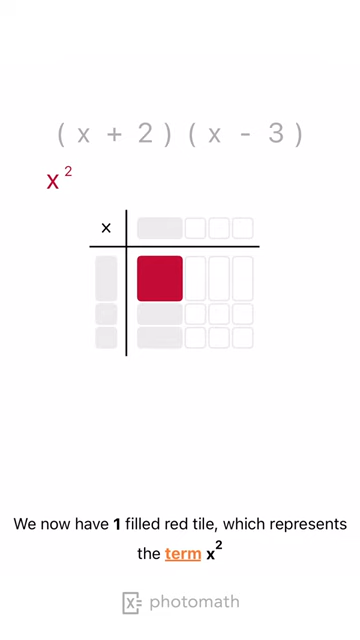 ( x + 2 ) ( x - 3 )
x²
x
We now have 1 filled red tile, which represents
the term x²
photomath